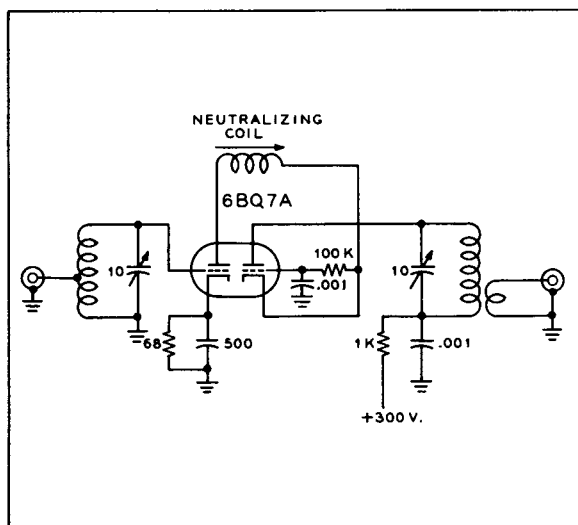 NEUTRALIZING
COIL
6BQ7A
10
100 K
.001
10
68
500
1K
.001
+300 V.